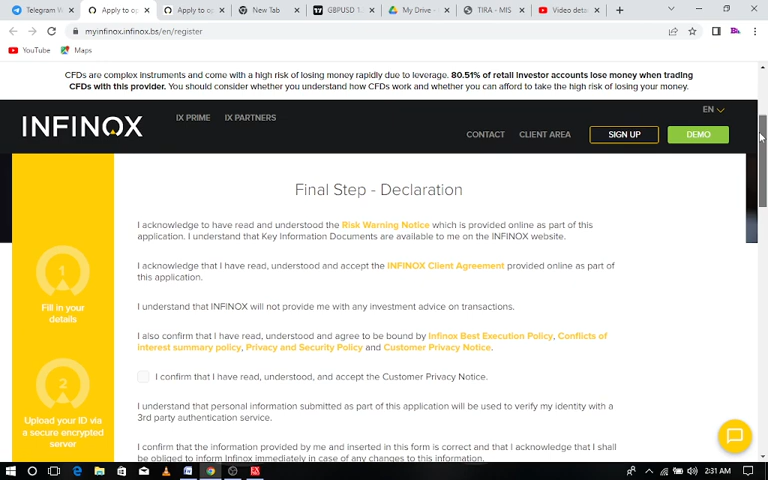 Telegram W
Apply to op
Apply to op
New Tab
GBPUSD 1.
My Drive -
TIRA - MIS
Video deta
myinfinox.infinox.bs/en/register
YouTube
Maps
CFDs are complex instruments and come with a high risk of losing money rapidly due to leverage. 80.51% of retail investor accounts lose money when trading
CFDs with this provider. You should consider whether you understand how CFDs work and whether you can afford to take the high risk of losing your money.
EN
INFINOX
IX PRIME IX PARTNERS
CONTACT CLIENT AREA SIGN UP DEMO
Final Step - Declaration
I acknowledge to have read and understood the Risk Warning Notice which is provided online as part of this
application. I understand that Key Information Documents are available to me on the INFINOX website.
I acknowledge that I have read, understood and accept the INFINOX Client Agreement provided online as part of
this application.
I understand that INFINOX will not provide me with any investment advice on transactions.
I also confirm that I have read, understood and agree to be bound by Infinox Best Execution Policy, Conflicts of
interest summary policy, Privacy and Security Policy and Customer Privacy Notice.
I confirm that I have read, understood, and accept the Customer Privacy Notice.
I understand that personal information submitted as part of this application will be used to verify my identity with a
3rd party authentication service.
I confirm that the information provided by me and inserted in this form is correct and that I acknowledge that I shall
be obliged to inform Infinox immediately in case of any changes to this information.
1
Fill in your
details
2
Upload your ID via
a secure encrypted
server
2:31 AM